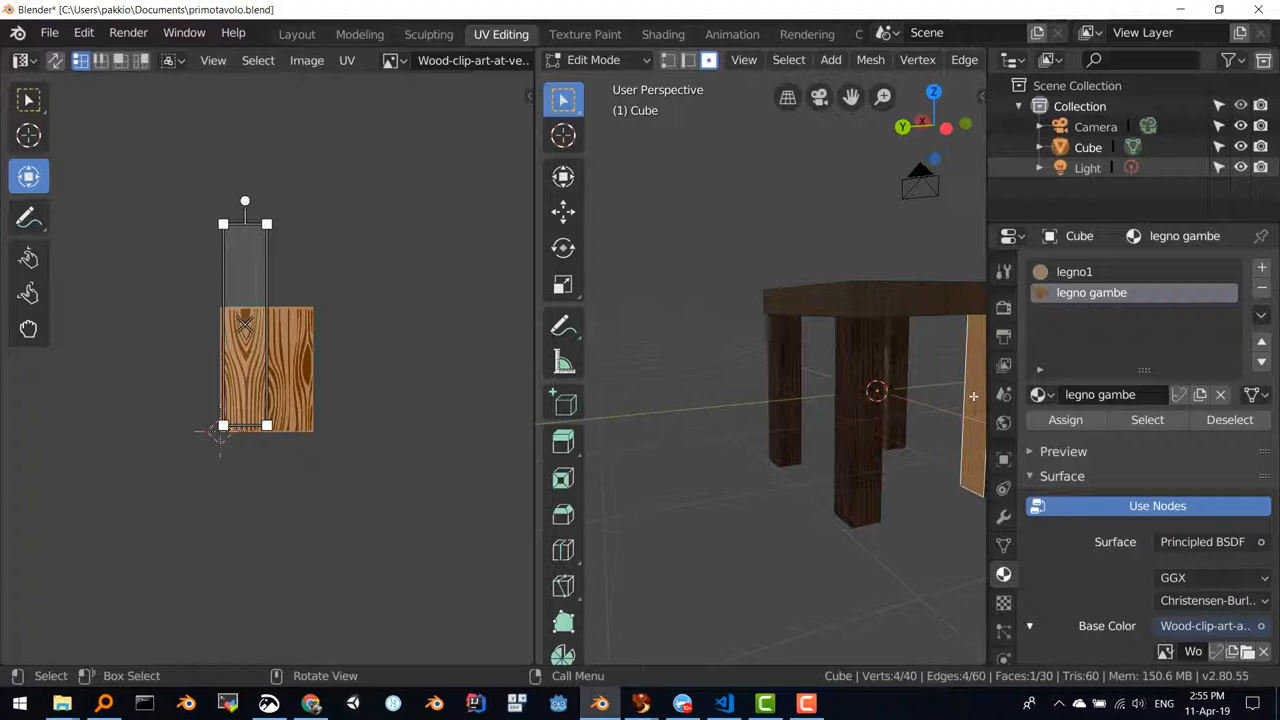 Blender* [C:\Users\pakkio\Documents\primotavolo.blend]
File Edit Render Window Help Layout Modeling Sculpting UV Editing Texture Paint Shading Animation Rendering C Scene View Layer
View Select Image UV Wood-clip-art-at-ve.. Edit Mode View Select Add Mesh Vertex Edge
User Perspective
(1) Cube
Z
Y X
Scene Collection
Collection
Camera
Cube
Light
Cube legno gambe
legno1
legno gambe
legno gambe
Assign Select Deselect
Preview
Surface
Use Nodes
Surface Principled BSDF
GGX
Christensen-Burl..
Base Color Wood-clip-art-a..
Wo
Select Box Select Rotate View Call Menu Cube | Verts:4/40 | Edges:4/60 | Faces:1/30 | Tris:60 | Mem: 150.6 MB | v2.80.55
ENG 2:55 PM
11-Apr-19